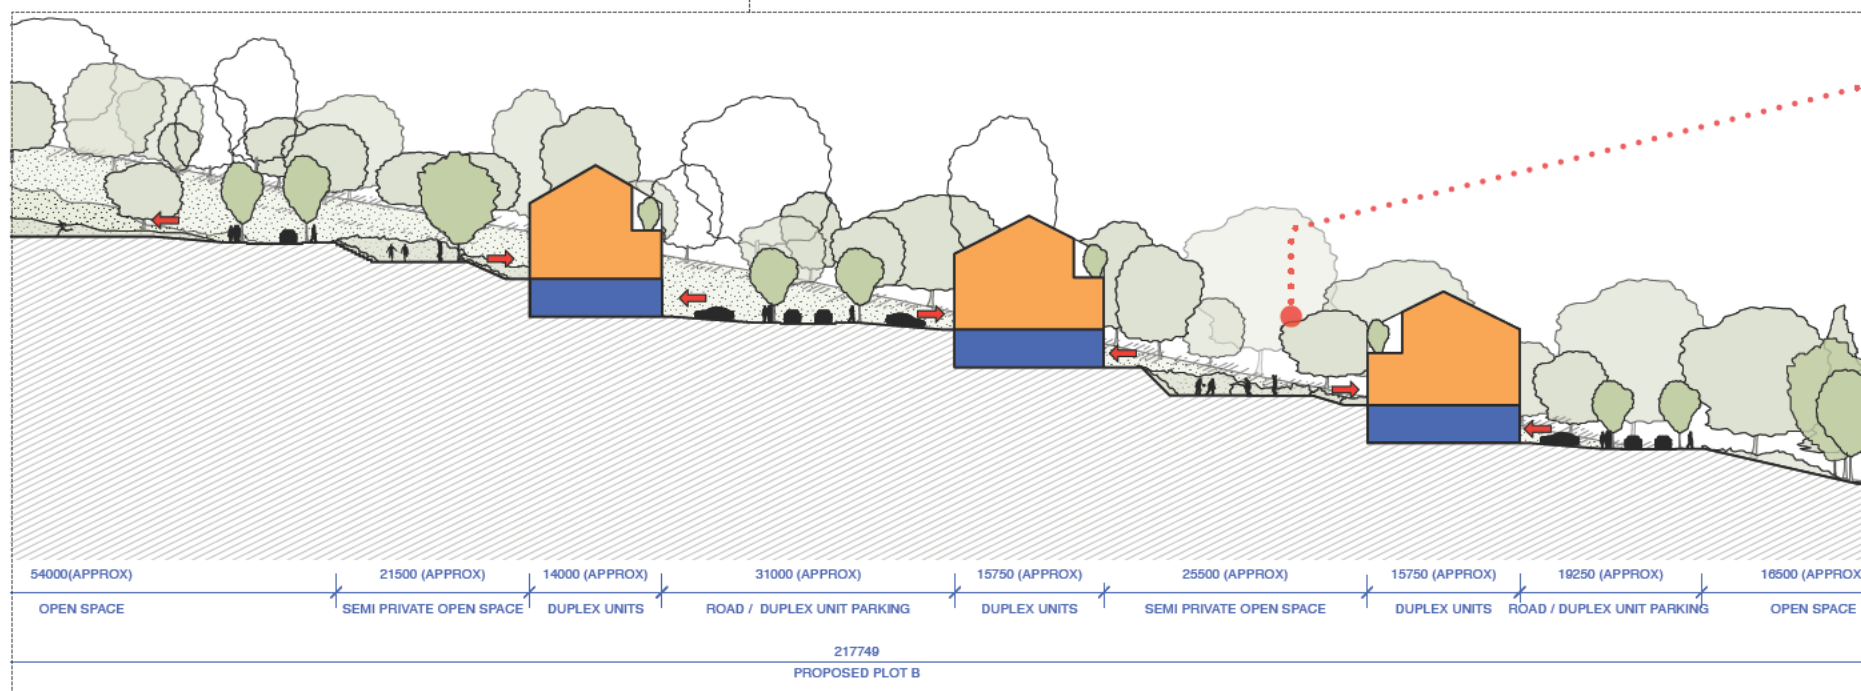 54000(APPROX)
21500 (APPROX)
14000 (APPROX)
31000 (APPROX)
15750 (APPROX)
25500 (APPROX)
15750 (APPROX)
19250 (APPROX)
16500 (APPROX
OPEN SPACE
SEMI PRIVATE OPEN SPACE
DUPLEX UNITS
ROAD / DUPLEX UNIT PARKING
DUPLEX UNITS
SEMI PRIVATE OPEN SPACE
DUPLEX UNITS
ROAD / DUPLEX UNIT PARKING
OPEN SPACE
217749
PROPOSED PLOT B